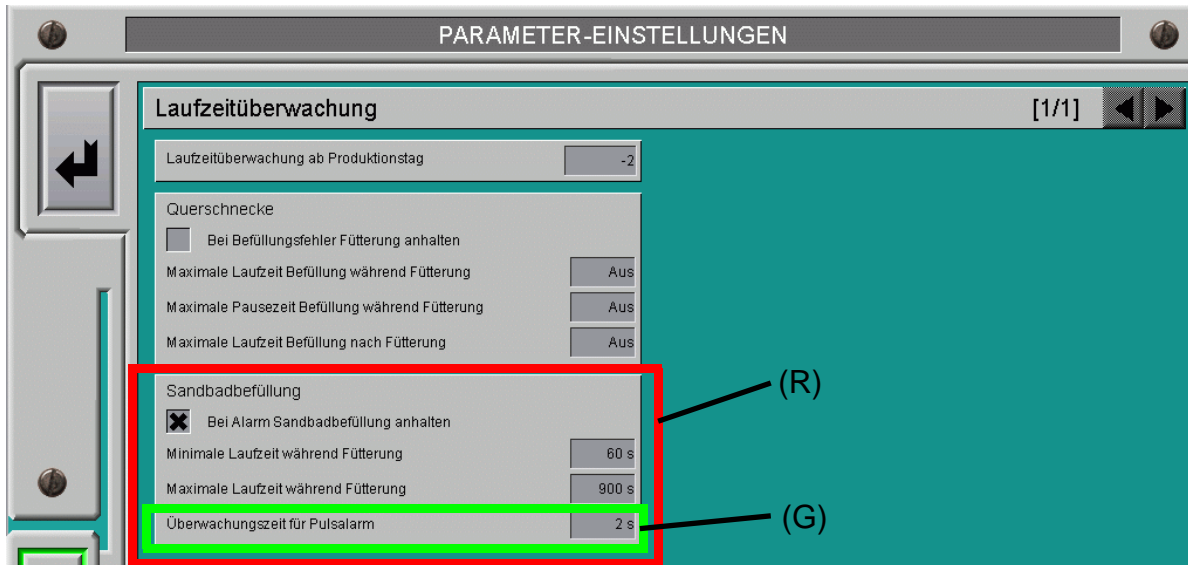 PARAMETER-EINSTELLUNGEN
Laufzeitüberwachung [1/1]
Laufzeitüberwachung ab Produktionstag -2
Querschnecke
Bei Befüllungsfehler Fütterung anhalten
Maximale Laufzeit Befüllung während Fütterung Aus
Maximale Pausezeit Befüllung während Fütterung Aus
Maximale Laufzeit Befüllung nach Fütterung Aus
Sandbadbefüllung
(R)
Bei Alarm Sandbadbefüllung anhalten
Minimale Laufzeit während Fütterung 60 s
Maximale Laufzeit während Fütterung 900 s
Überwachungszeit für Pulsalarm 2 s
(G)